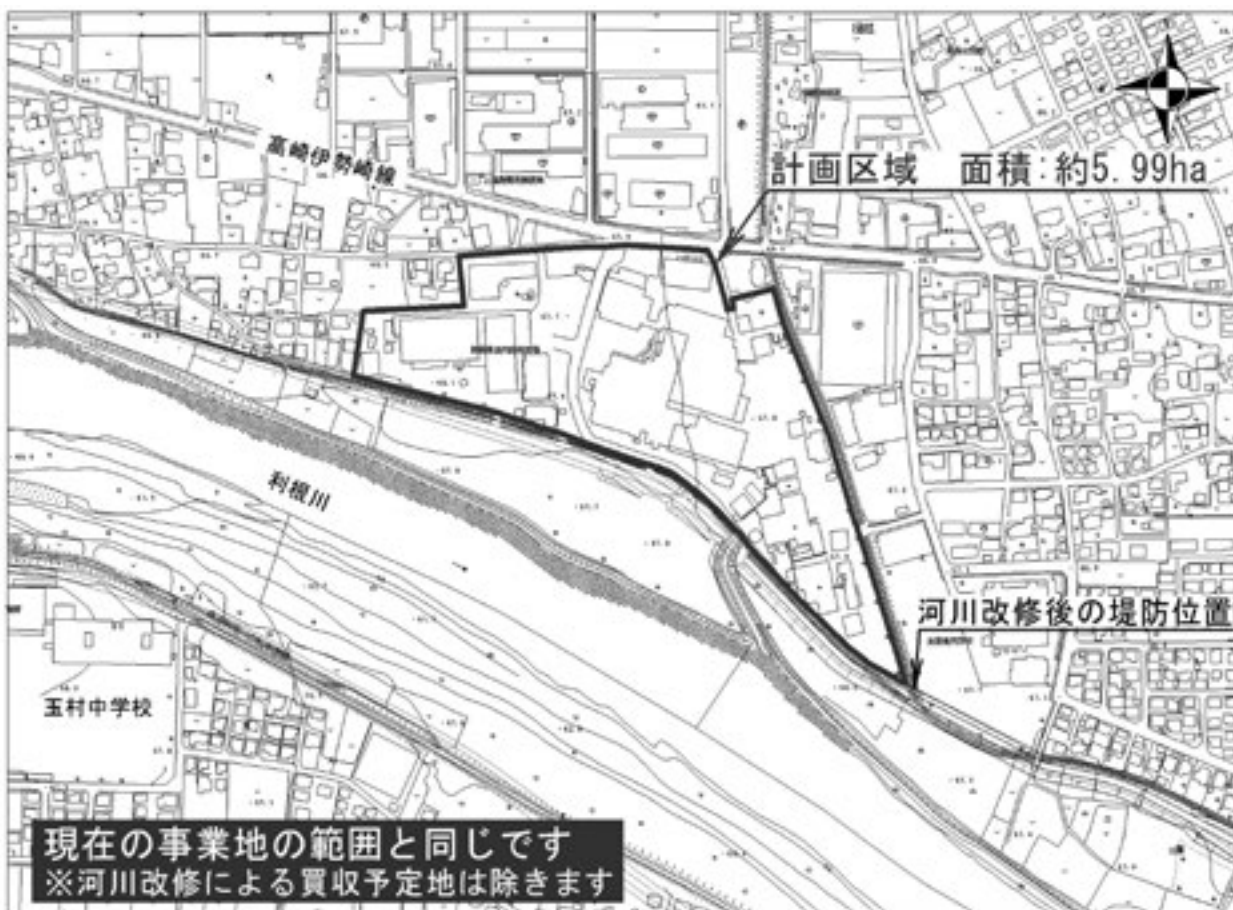 高崎伊勢崎線
計画区域 面積:約5.99ha
利根川
河川改修後の堤防位置
玉村中学校
現在の事業地の範囲と同じです
※河川改修による買収予定地は除きます